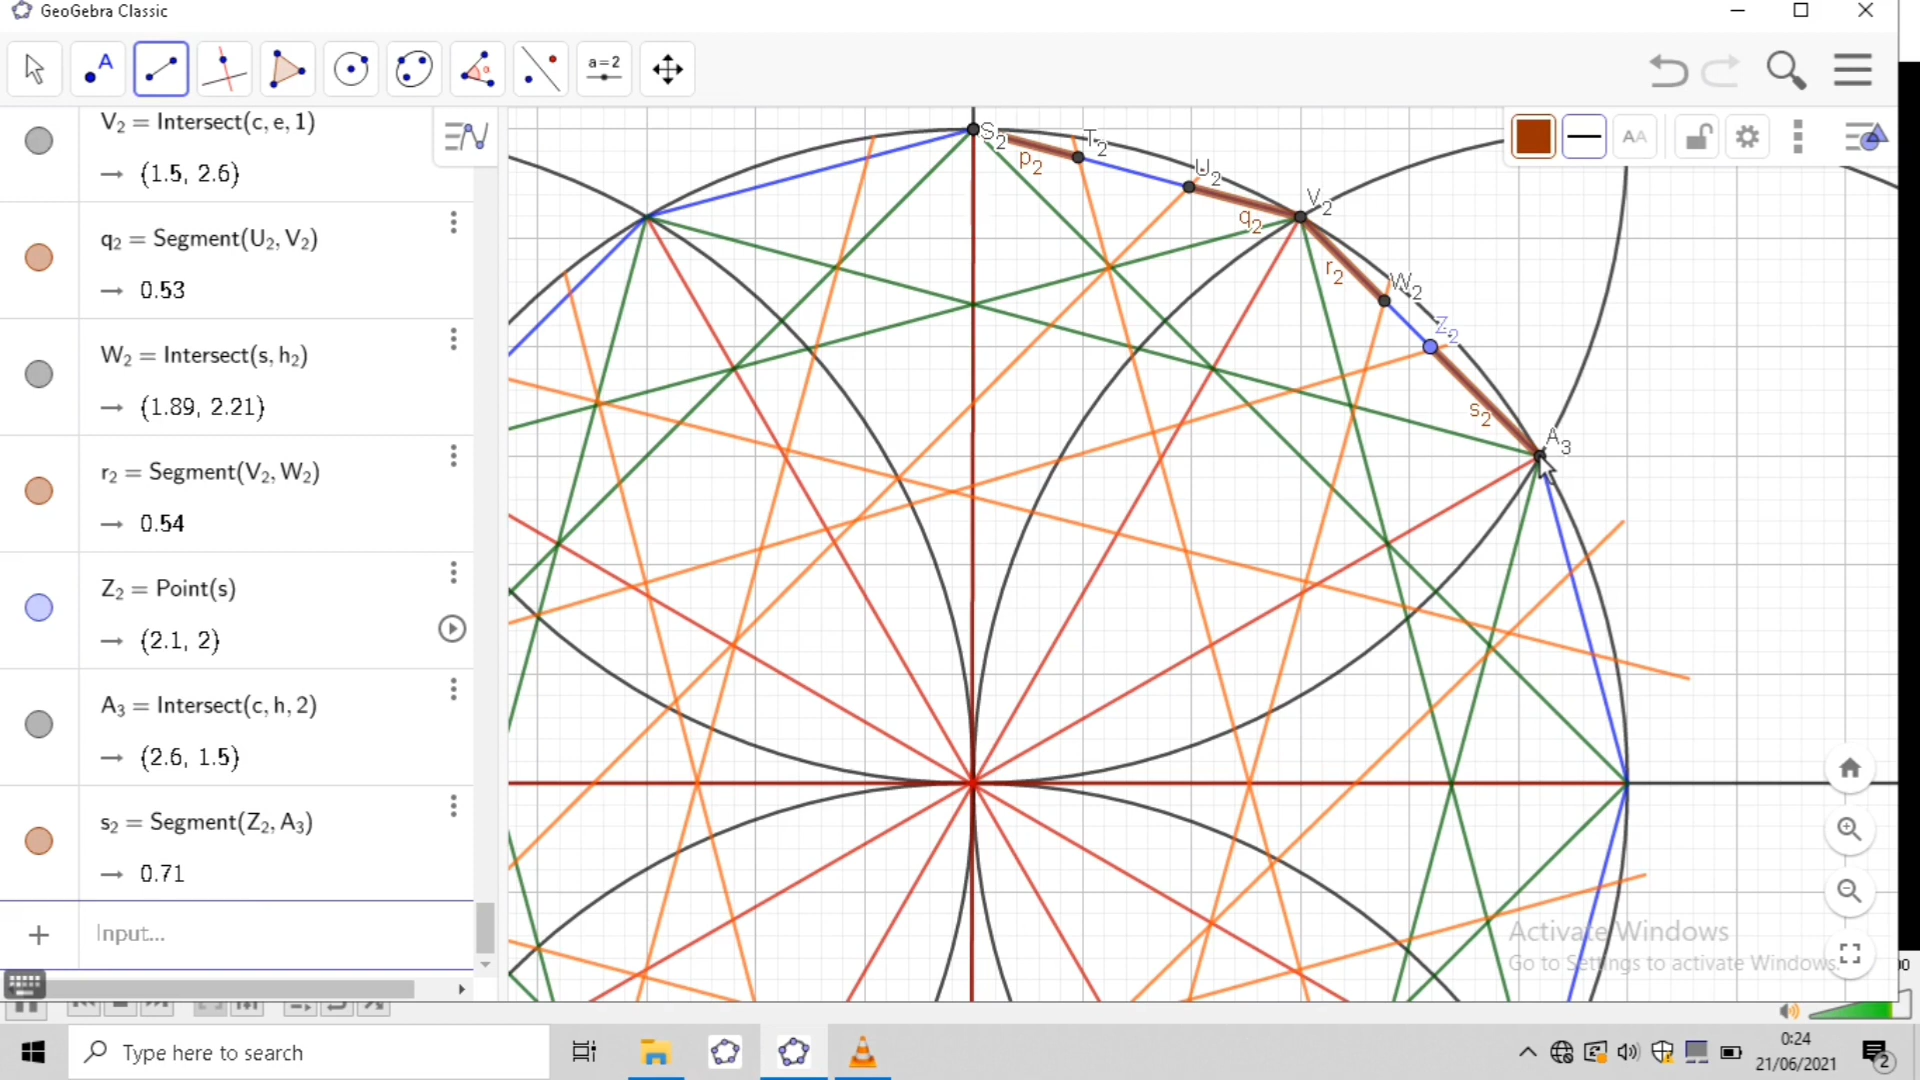 GeoGebra Classic
A
a=2
V2 = Intersect(c, e, 1)
→ (1.5, 2.6)
q2 = Segment(U2, V2)
→ 0.53
W2 = Intersect(s, h2)
→ (1.89, 2.21)
r2 = Segment(V2, W2)
→ 0.54
Z2 = Point(s)
→ (2.1, 2)
A3 = Intersect(c, h, 2)
→ (2.6, 1.5)
s2 = Segment(Z2, A3)
→ 0.71
Input...
AA
S2
T2
p2
U2
V2
q2
r2
W2
Z2
s2
A3
Activate Windows
Go to Settings to activate Windows.
Type here to search
0:24
21/06/2021
2